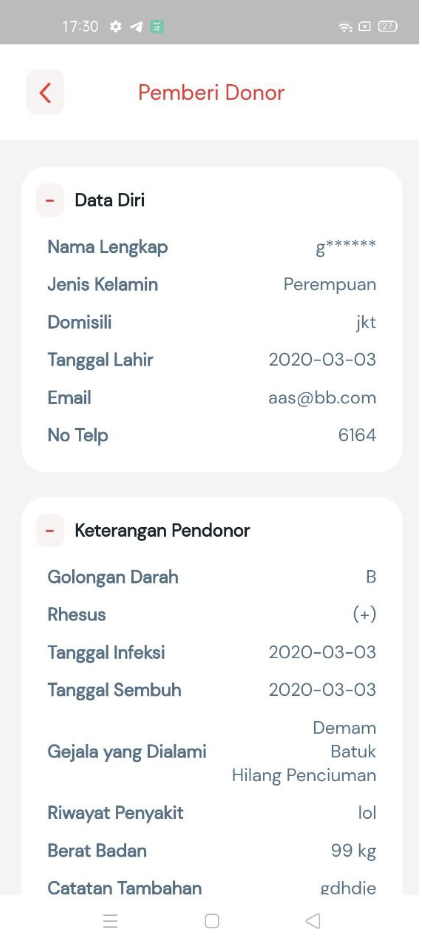 17:30
27
Pemberi Donor
- Data Diri
Nama Lengkap g******
Jenis Kelamin Perempuan
Domisili jkt
Tanggal Lahir 2020-03-03
Email aas@bb.com
No Telp 6164
- Keterangan Pendonor
Golongan Darah B
Rhesus (+)
Tanggal Infeksi 2020-03-03
Tanggal Sembuh 2020-03-03
Gejala yang Dialami Demam
Batuk
Hilang Penciuman
Riwayat Penyakit lol
Berat Badan 99 kg
Catatan Tambahan gdhdje